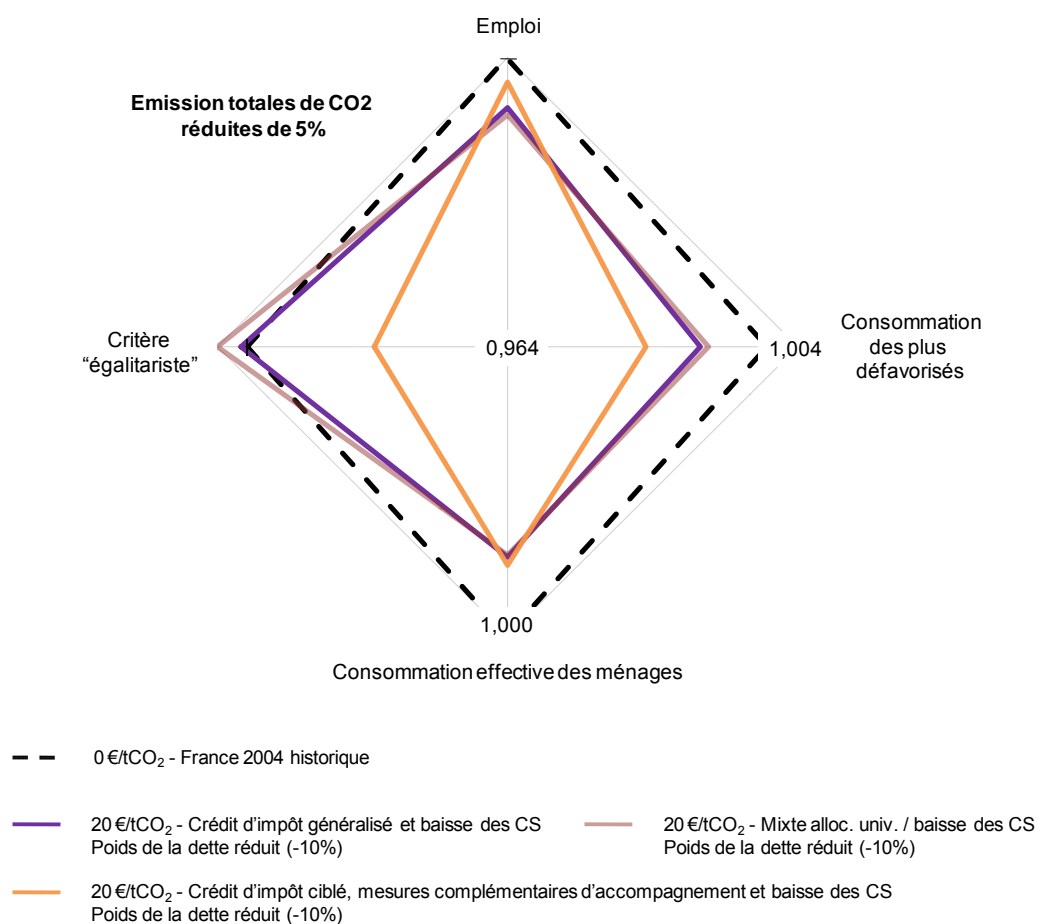 Emploi
Emission totales de CO2
réduites de 5%
Critère
“égalitariste”
0,964
1,004
Consommation
des plus
défavorisés
1,000
Consommation effective des ménages
0 €/tCO₂ - France 2004 historique
20 €/tCO₂ - Crédit d'impôt généralisé et baisse des CS
Poids de la dette réduit (-10%)
20 €/tCO₂ - Mixte alloc. univ. / baisse des CS
Poids de la dette réduit (-10%)
20 €/tCO₂ - Crédit d'impôt ciblé, mesures complémentaires d'accompagnement et baisse des CS
Poids de la dette réduit (-10%)